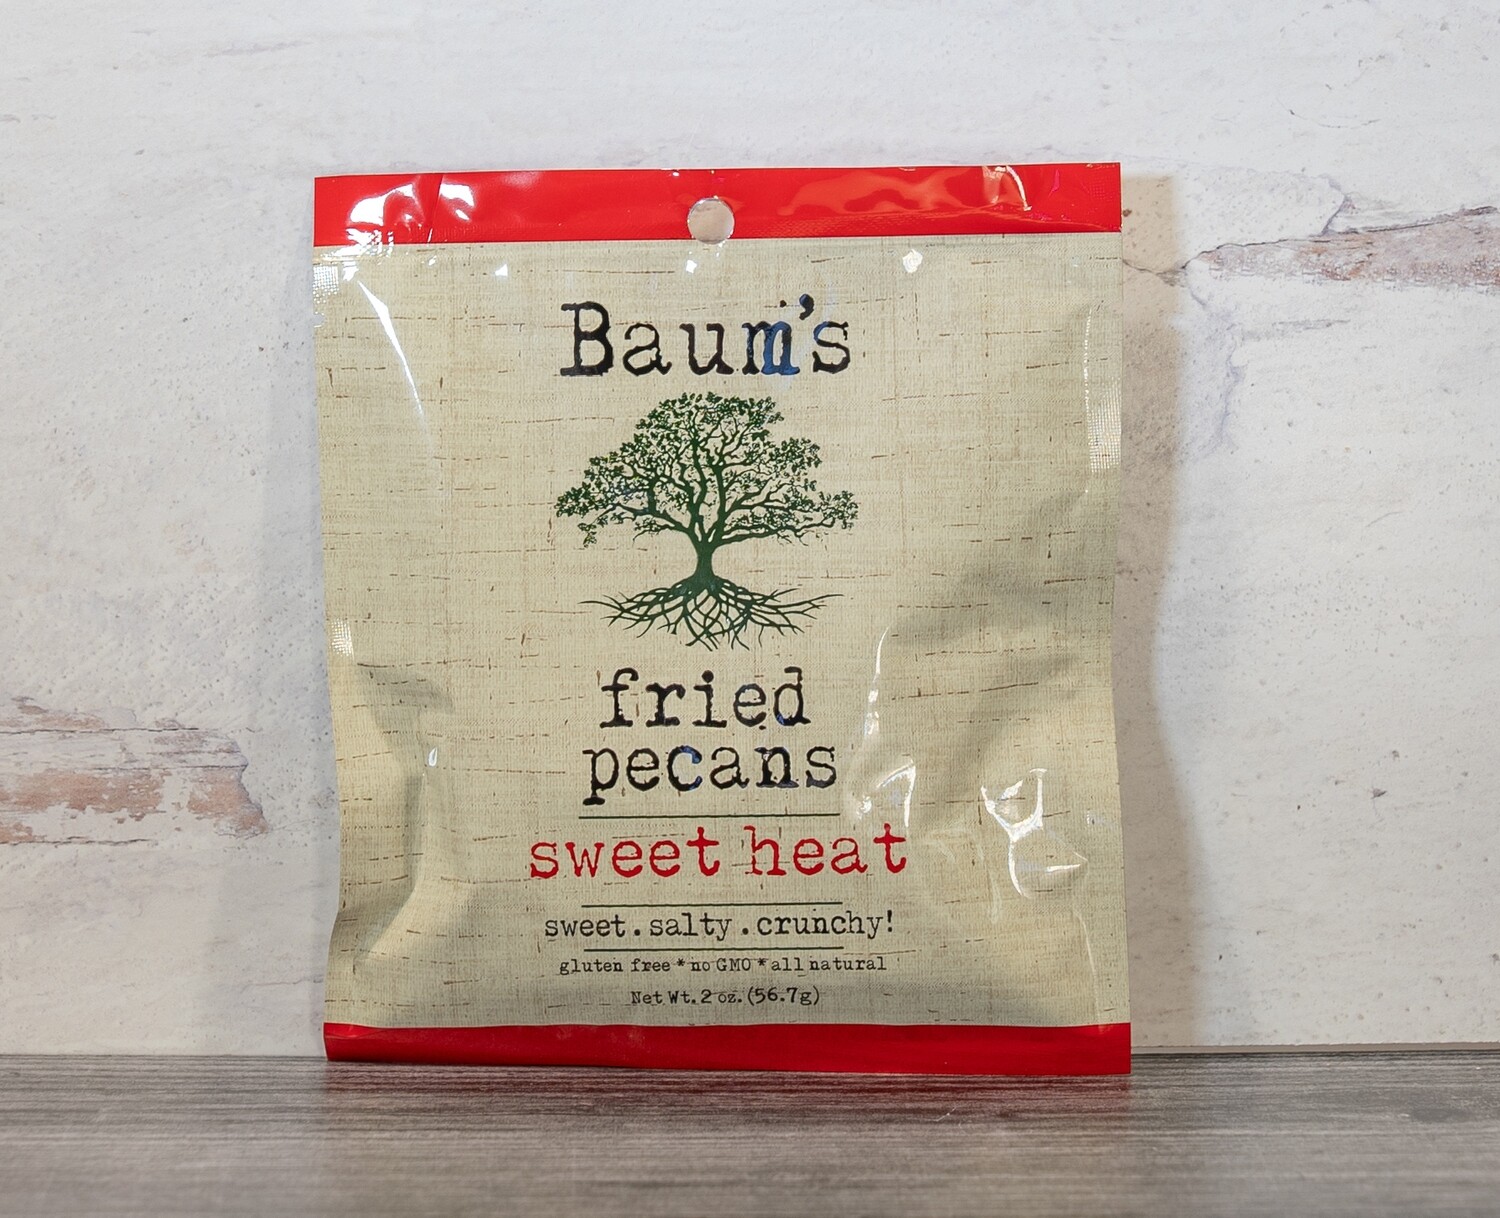 Baum's
fried
pecans
sweet heat
sweet.salty.crunchy!
gluten free * no GMO * all natural
Net Wt. 2 oz. (56.7g)